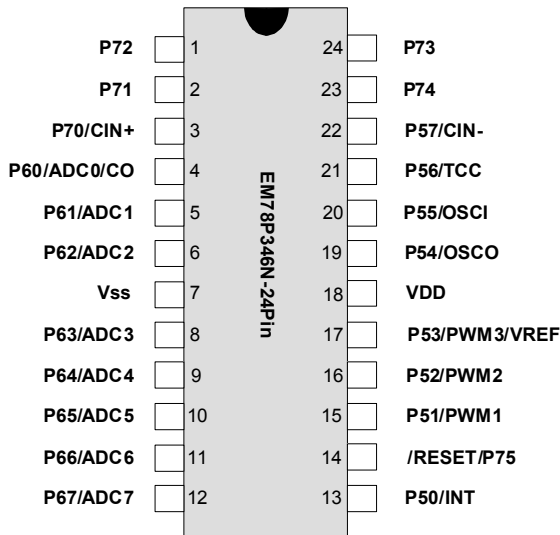 P72 1 24 P73
P71 2 23 P74
P70/CIN+ 3 22 P57/CIN-
P60/ADC0/CO 4 21 P56/TCC
P61/ADC1 5 20 P55/OSCI
P62/ADC2 6 19 P54/OSCO
Vss 7 18 VDD
P63/ADC3 8 17 P53/PWM3/VREF
P64/ADC4 9 16 P52/PWM2
P65/ADC5 10 15 P51/PWM1
P66/ADC6 11 14 /RESET/P75
P67/ADC7 12 13 P50/INT
EM78P346N-24Pin